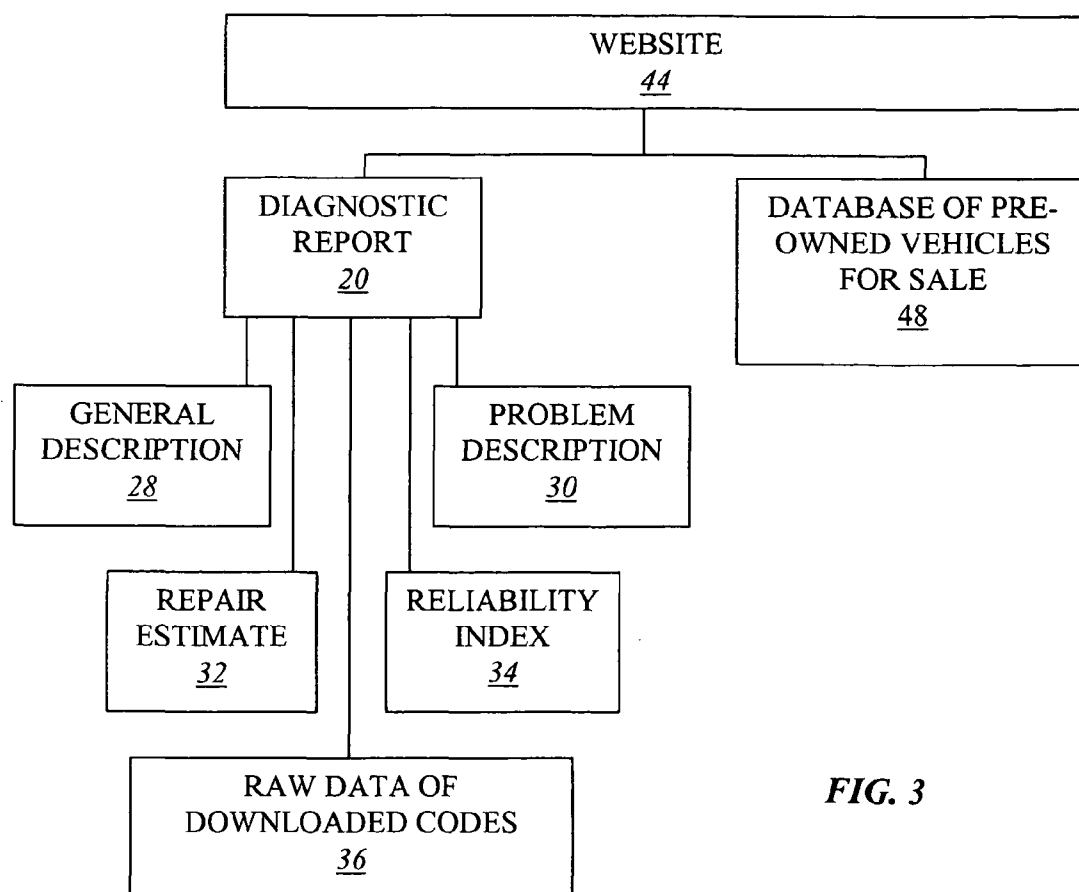 WEBSITE
44
DIAGNOSTIC
REPORT
20
DATABASE OF PRE-
OWNED VEHICLES
FOR SALE
48
GENERAL
DESCRIPTION
28
PROBLEM
DESCRIPTION
30
REPAIR
ESTIMATE
32
RELIABILITY
INDEX
34
RAW DATA OF
DOWNLOADED CODES
36
FIG. 3